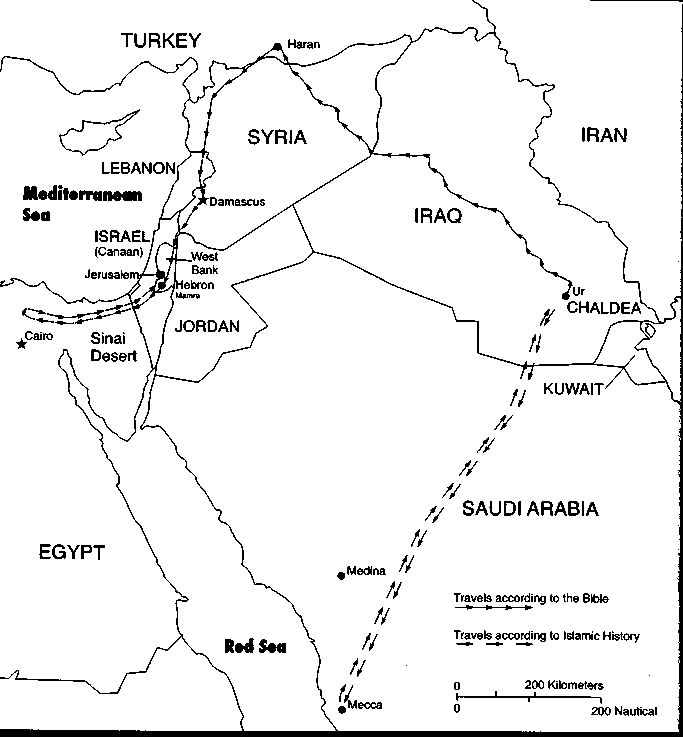 TURKEY
Haran
SYRIA
IRAN
LEBANON
Mediterranean
Sea
Damascus
IRAQ
ISRAEL
(Canaan)
West
Bank
Jerusalem
Hebron
Mamre
Ur
CHALDEA
Cairo
Sinai
Desert
JORDAN
KUWAIT
SAUDI ARABIA
EGYPT
Medina
Travels according to the Bible
Travels according to Islamic History
Red Sea
Mecca
0 200 Kilometers
0 200 Nautical